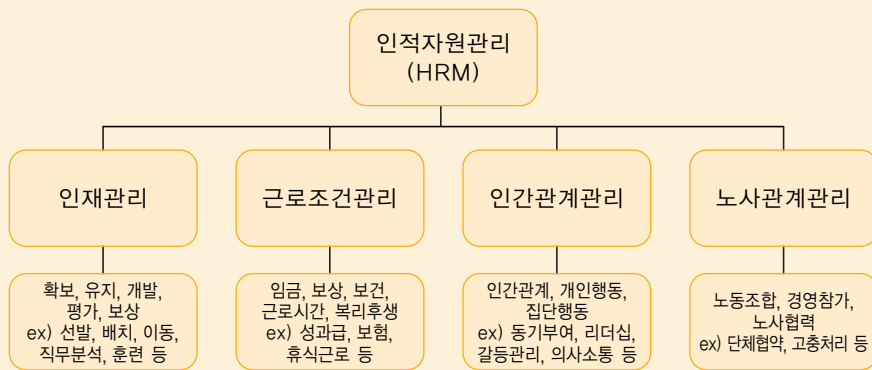 인적자원관리
(HRM)
인재관리
근로조건관리
인간관계관리
노사관계관리
확보, 유지, 개발,
평가, 보상
ex) 선발, 배치, 이동,
직무분석, 훈련 등
임금, 보상, 보건,
근로시간, 복리후생
ex) 성과급, 보험,
휴식근로 등
인간관계, 개인행동,
집단행동
ex) 동기부여, 리더십,
갈등관리, 의사소통 등
노동조합, 경영참가,
노사협력
ex) 단체협약, 고충처리 등